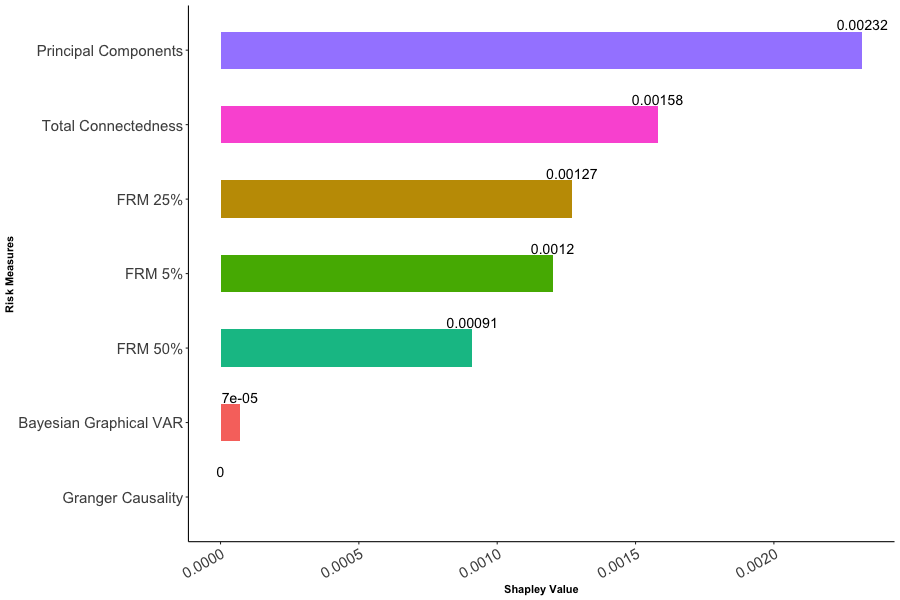 0.00232
Principal Components
0.00158
Total Connectedness
0.00127
FRM 25%
0.0012
FRM 5%
0.00091
FRM 50%
7e-05
Bayesian Graphical VAR
0
Granger Causality
Risk Measures
0.0000
0.0005
0.0010
0.0015
0.0020
Shapley Value